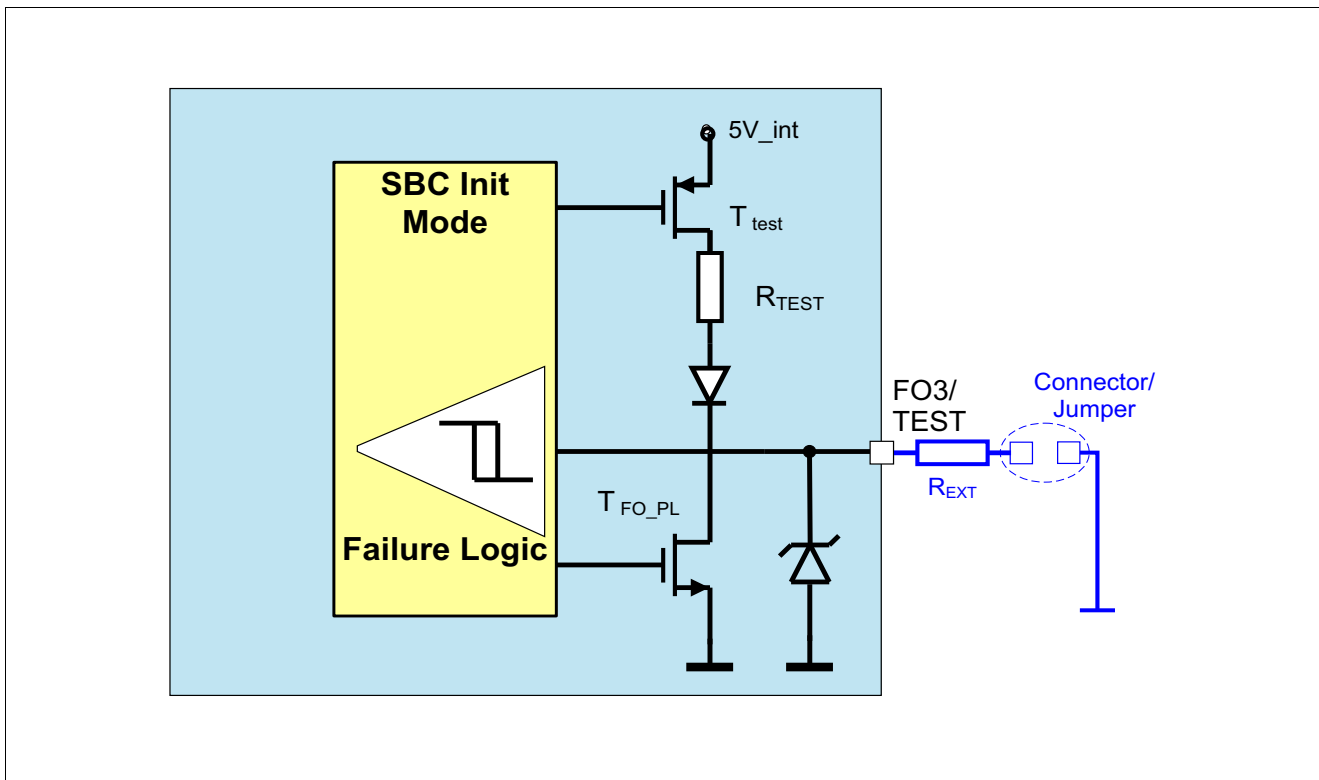 5V_int
SBC Init
Mode
T test
RTEST
FO3/
TEST
Connector/
Jumper
REXT
T FO_PL
Failure Logic